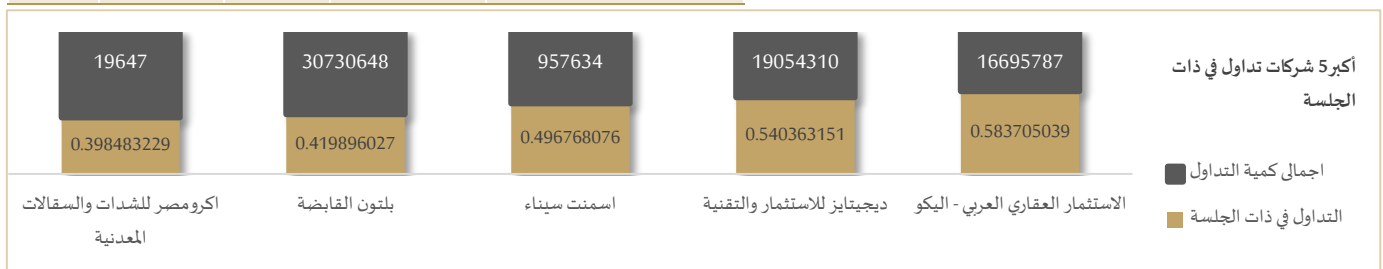 أكبر5 شركات تداول في ذات
الجلسة
اجمالى كمية التداول
التداول في ذات الجلسة
16695787
0.583705039
الاستثمار العقاري العربي - اليكو
19054310
0.540363151
ديجيتايز للاستثمار والتقنية
957634
0.496768076
اسمنت سيناء
30730648
0.419896027
بلتون القابضة
19647
0.398483229
اكرومصر للشدات والسقالات
المعدنية